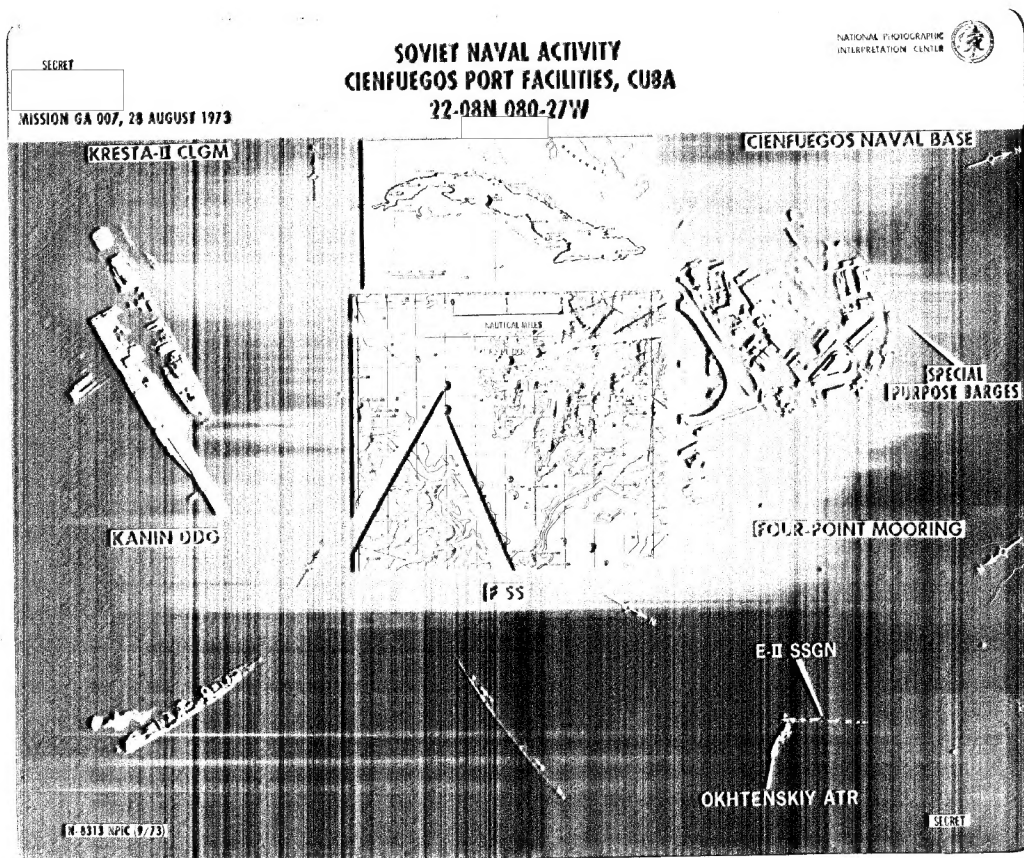 SECRET
MISSION GA 007, 28 AUGUST 1973
SOVIET NAVAL ACTIVITY
CIENFUEGOS PORT FACILITIES, CUBA
22-08N 080-27W
NATIONAL PHOTOGRAPHIC
INTERPRETATION CENTER
KRESTA-II CLGM
CIENFUEGOS NAVAL BASE
NAUTICAL MILES
SPECIAL
PURPOSE BARGES
KANIN DDG
FOUR-POINT MOORING
F SS
E-II SSGN
OKHTENSKIY ATR
N-8313 NPIC (9/73)
SECRET